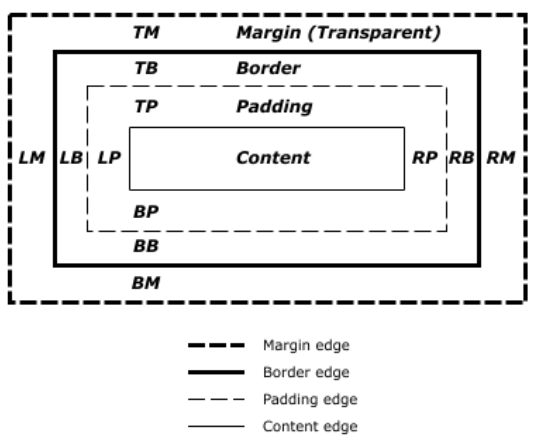 TM Margin (Transparent)
TB Border
TP Padding
LM LB LP Content RP RB RM
BP
BB
BM
Margin edge
Border edge
Padding edge
Content edge